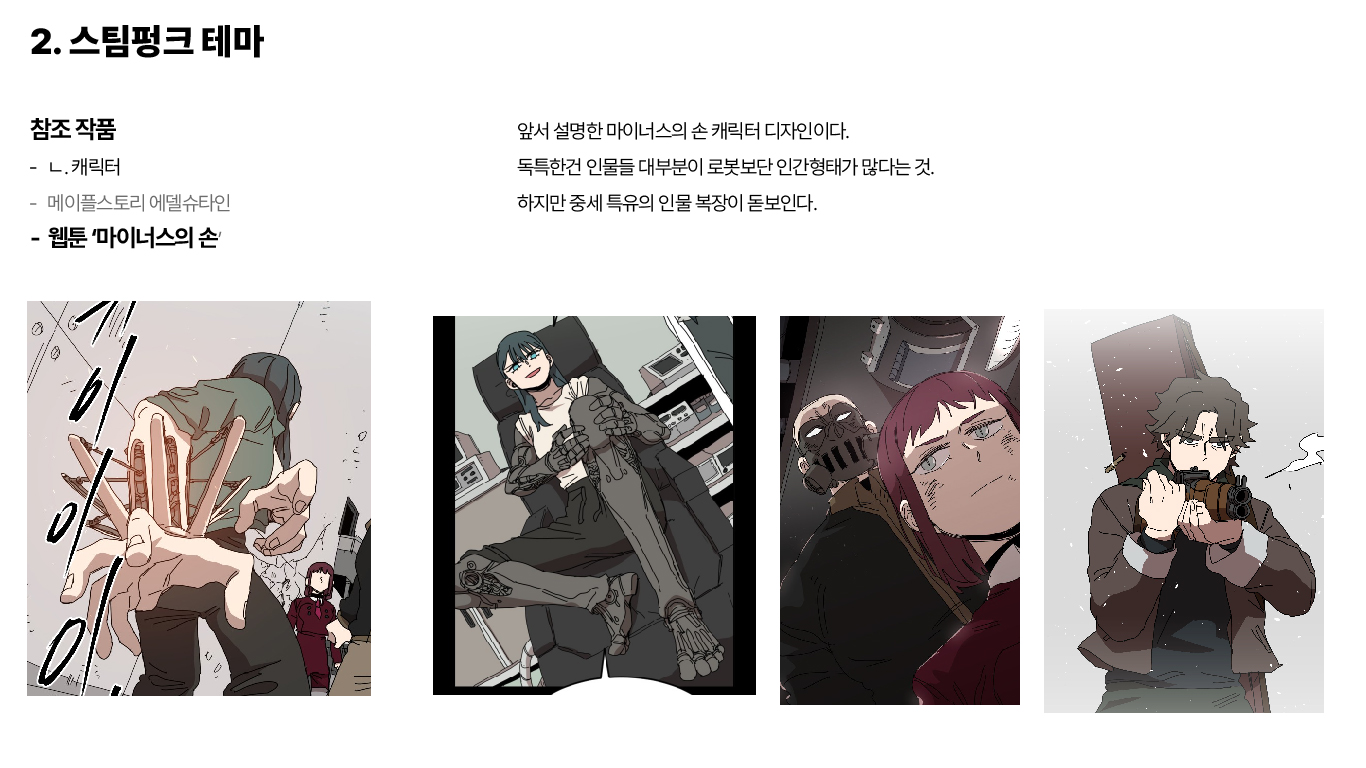 2. 스팀펑크 테마
참조 작품
- ㄴ. 캐릭터
- 메이플스토리 에델슈타인
- 웹툰 ‘마이너스의 손’
앞서 설명한 마이너스의 손 캐릭터 디자인이다.
독특한건 인물들 대부분이 로봇보단 인간형태가 많다는 것.
하지만 중세 특유의 인물 복장이 돋보인다.
이
이